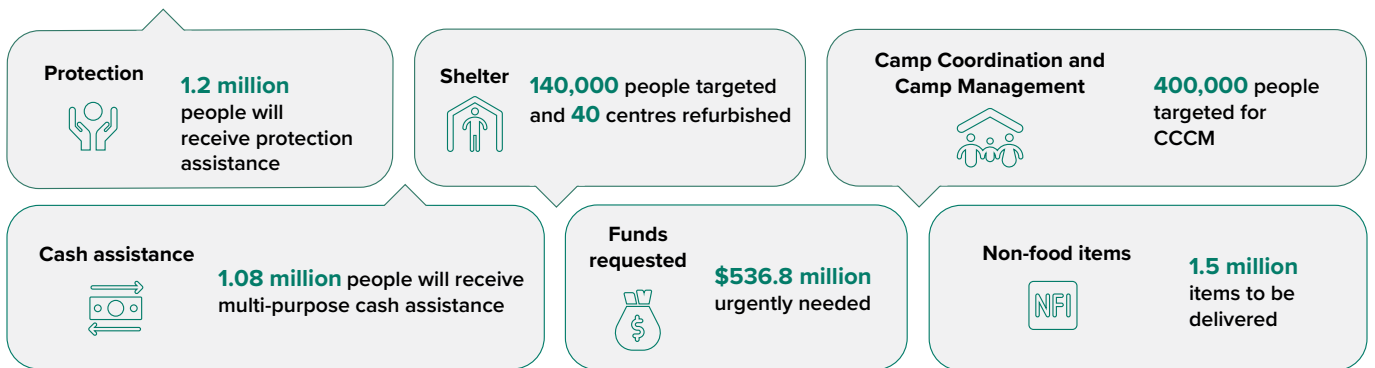 Protection
1.2 million
people will
receive protection
assistance
Shelter
140,000 people targeted
and 40 centres refurbished
Camp Coordination and
Camp Management
400,000 people
targeted for
CCCM
Cash assistance
1.08 million people will receive
multi-purpose cash assistance
Funds
requested
$
$536.8 million
urgently needed
Non-food items
NFI
1.5 million
items to be
delivered